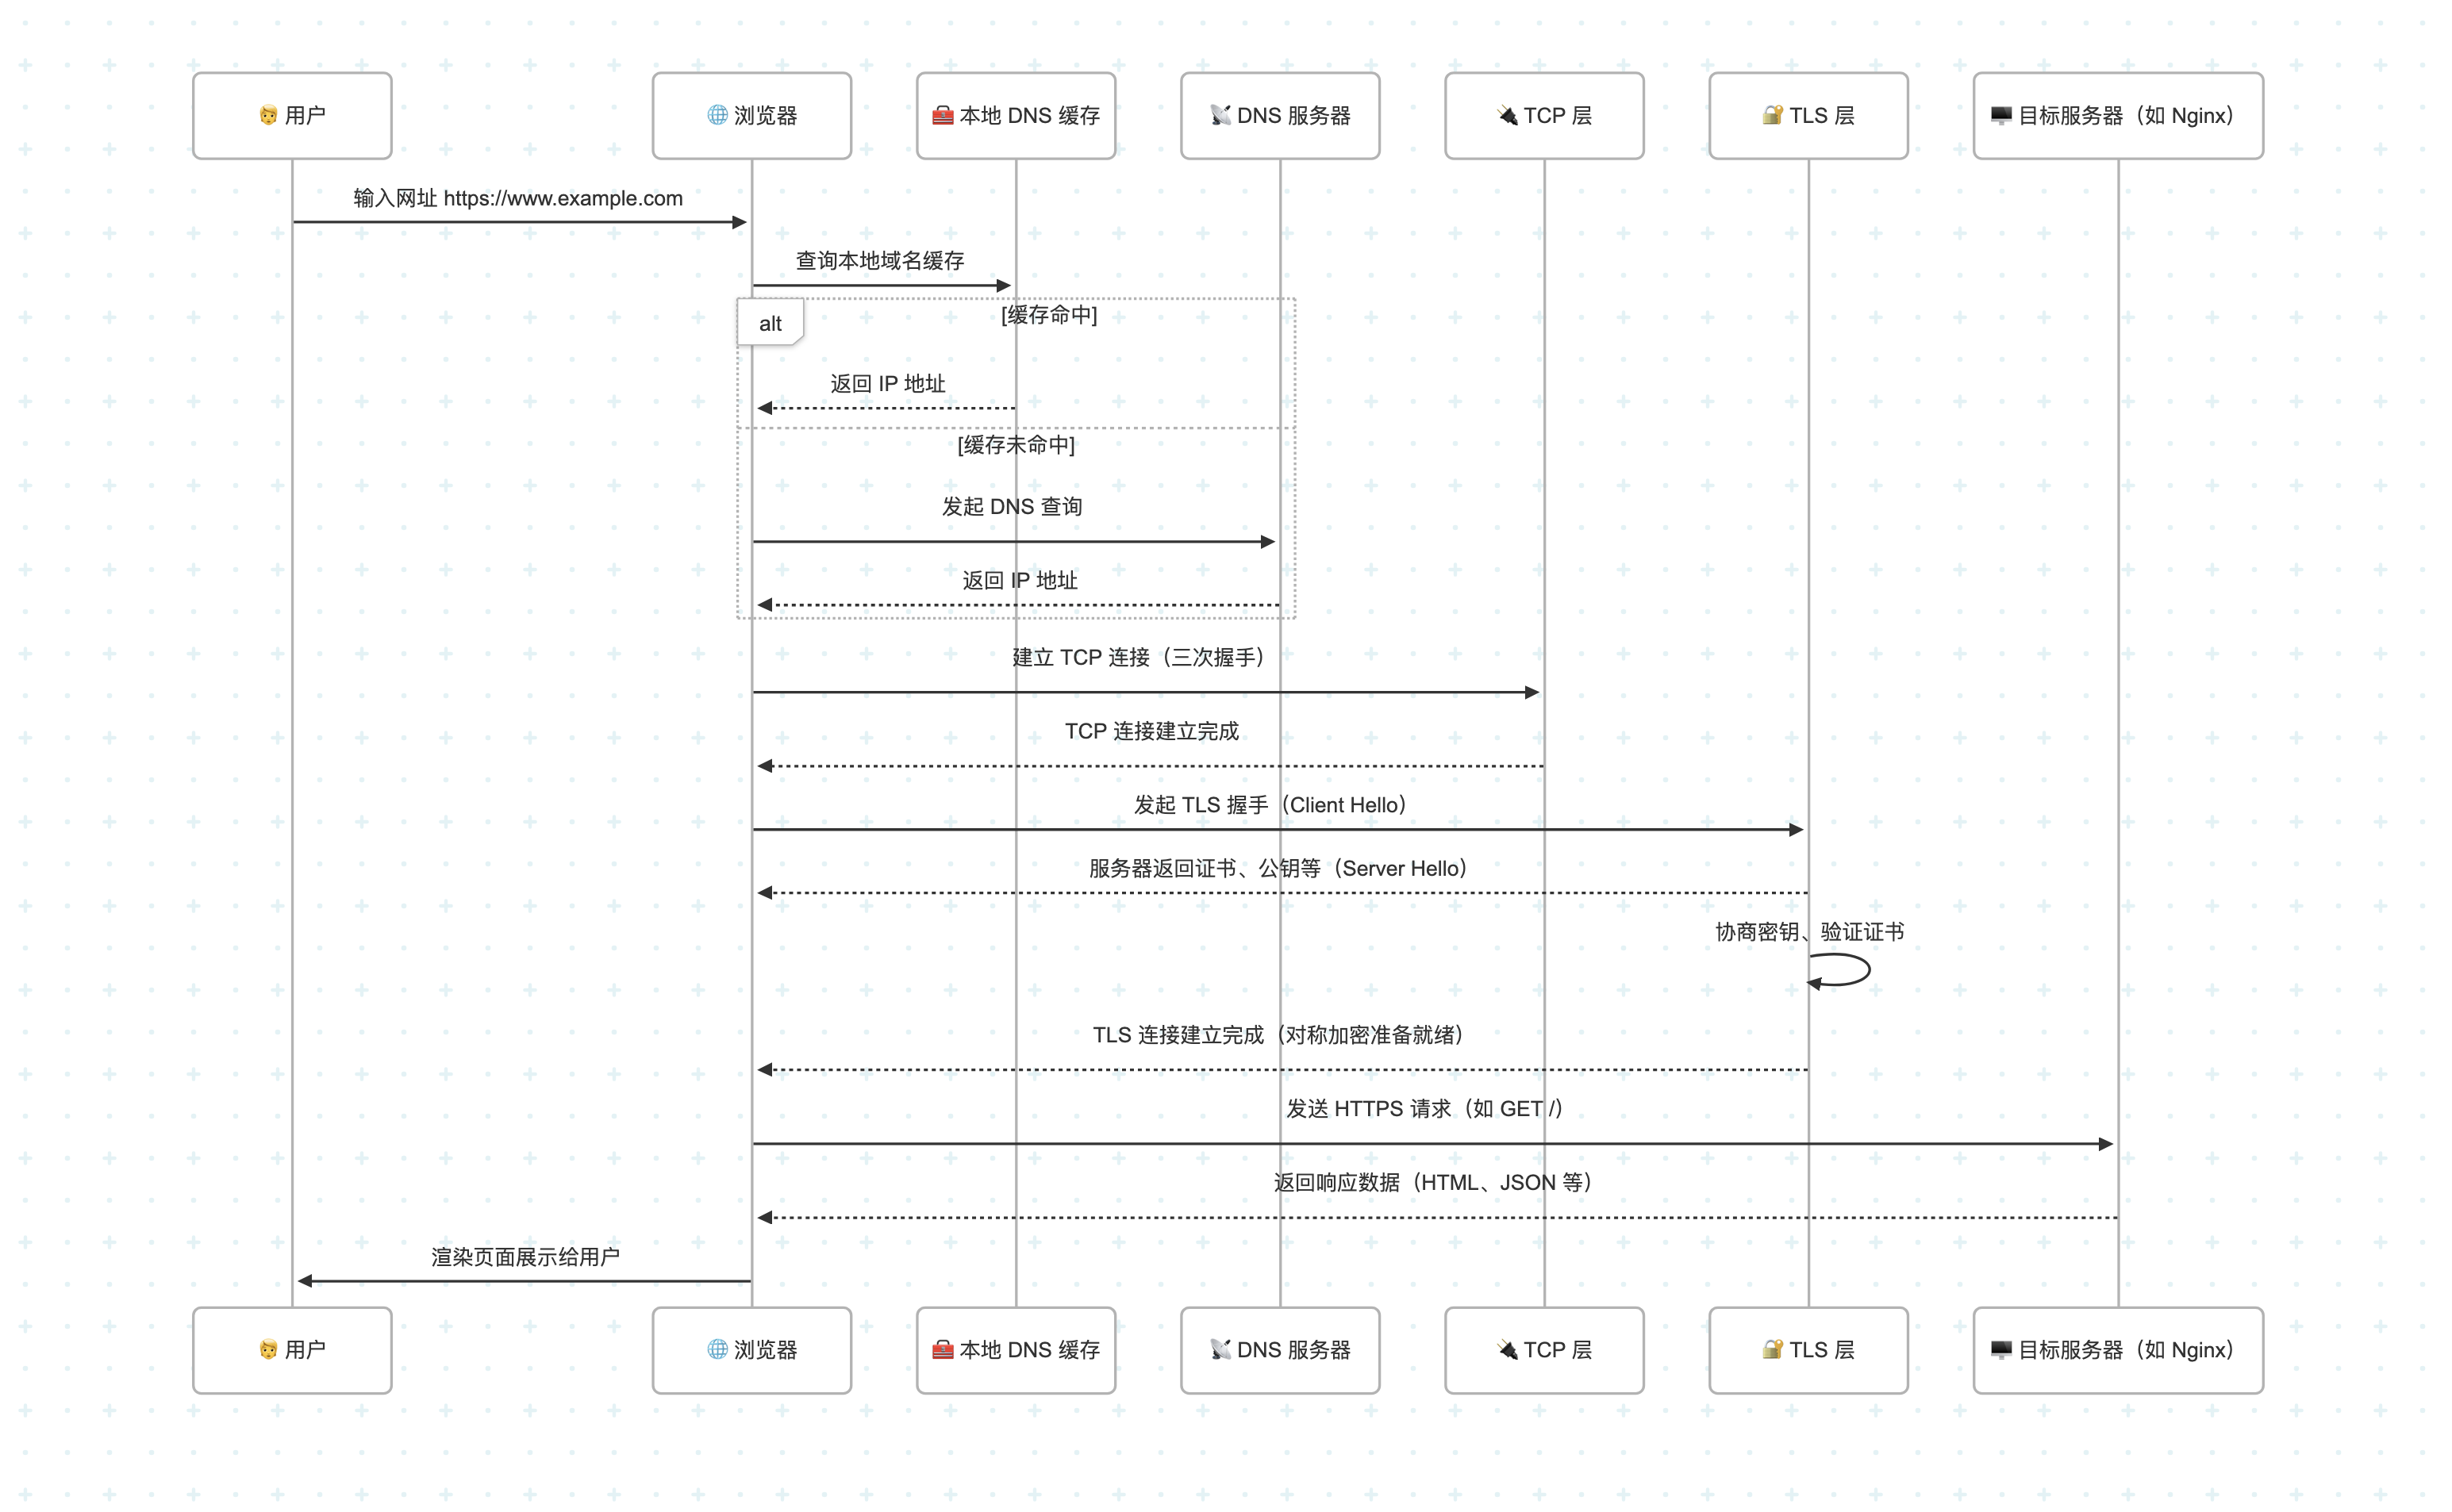 用户
浏览器
本地 DNS 缓存
DNS 服务器
TCP 层
TLS 层
目标服务器（如 Nginx）
输入网址 https://www.example.com
查询本地域名缓存
alt
[缓存命中]
返回 IP 地址
[缓存未命中]
发起 DNS 查询
返回 IP 地址
建立 TCP 连接（三次握手）
TCP 连接建立完成
发起 TLS 握手（Client Hello）
服务器返回证书、公钥等（Server Hello）
协商密钥、验证证书
TLS 连接建立完成（对称加密准备就绪）
发送 HTTPS 请求（如 GET /）
返回响应数据（HTML、JSON 等）
渲染页面展示给用户
用户
浏览器
本地 DNS 缓存
DNS 服务器
TCP 层
TLS 层
目标服务器（如 Nginx）